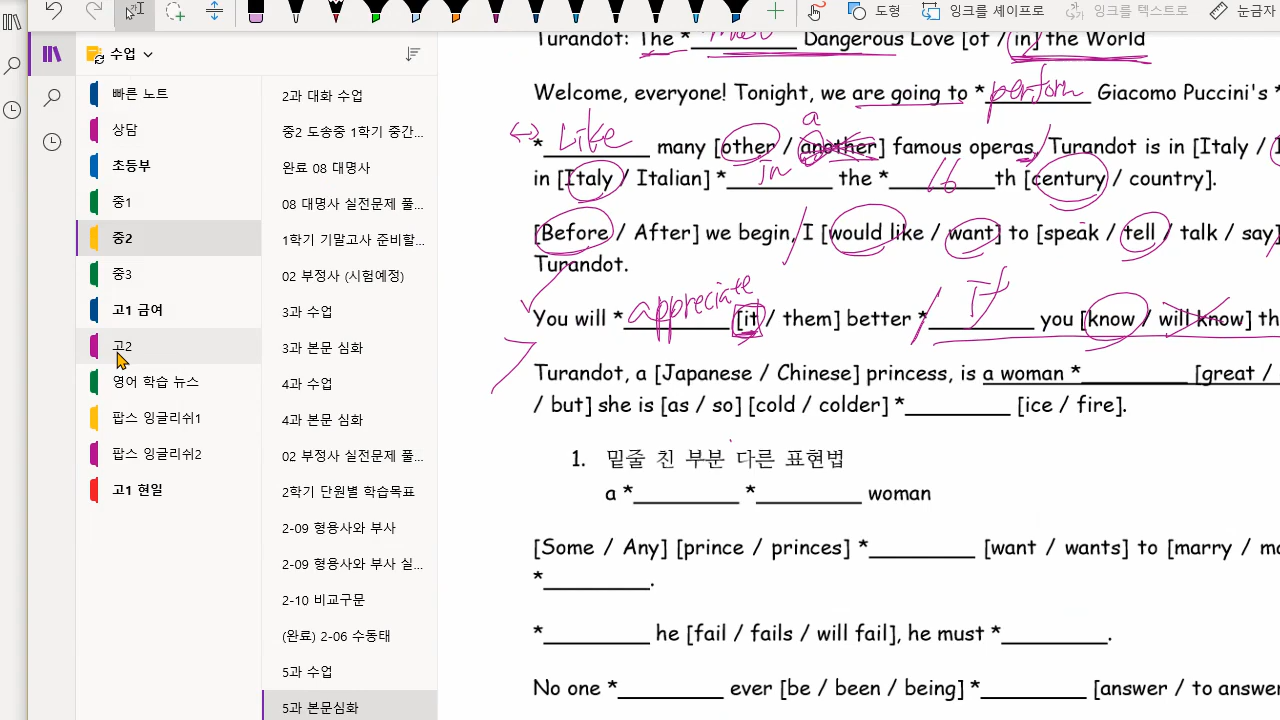 도형
잉크를 셰이프로
잉크를 텍스트로
눈금자
수업
빠른 노트
상담
초등부
중1
중2
중3
고1 금여
고2
영어 학습 뉴스
팝스 잉글리쉬1
팝스 잉글리쉬2
고1 현일
2과 대화 수업
중2 도송중 1학기 중간...
완료 08 대명사
08 대명사 실전문제 풀...
1학기 기말고사 준비할...
02 부정사 (시험예정)
3과 수업
3과 본문 심화
4과 수업
4과 본문 심화
02 부정사 실전문제 풀...
2학기 단원별 학습목표
2-09 형용사와 부사
2-09 형용사와 부사 실...
2-10 비교구문
(완료) 2-06 수동태
5과 수업
5과 본문심화
Turandot: The *most Dangerous Love [of / in] the World
Welcome, everyone! Tonight, we are going to *perform Giacomo Puccini's *
*Like many [other / another] famous operas, Turandot is in [Italy /
a
in [Italy / Italian] *in the *16th [century / country].
[Before / After] we begin, I [would like / want] to [speak / tell / talk / say]
Turandot.
You will *appreciate [it / them] better *If you [know / will know] th
Turandot, a [Japanese / Chinese] princess, is a woman *__________ [great /
/ but] she is [as / so] [cold / colder] *__________ [ice / fire].
1. 밑줄 친 부분 다른 표현법
a *__________ *__________ woman
[Some / Any] [prince / princes] *__________ [want / wants] to [marry /
*__________.
*__________ he [fail / fails / will fail], he must *__________.
No one *__________ ever [be / been / being] *__________ [answer / to answer